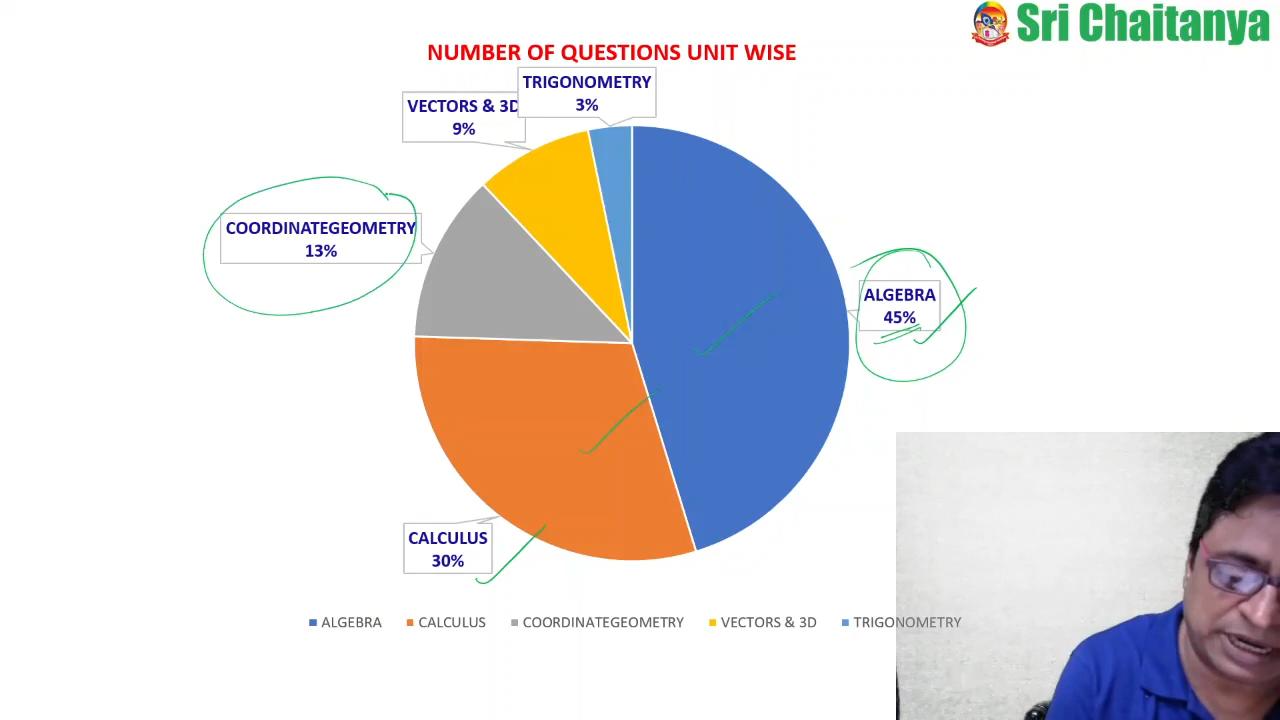 Sri Chaitanya
NUMBER OF QUESTIONS UNIT WISE
TRIGONOMETRY
3%
VECTORS & 3D
9%
COORDINATEGEOMETRY
13%
ALGEBRA
45%
CALCULUS
30%
ALGEBRA CALCULUS COORDINATEGEOMETRY VECTORS & 3D TRIGONOMETRY